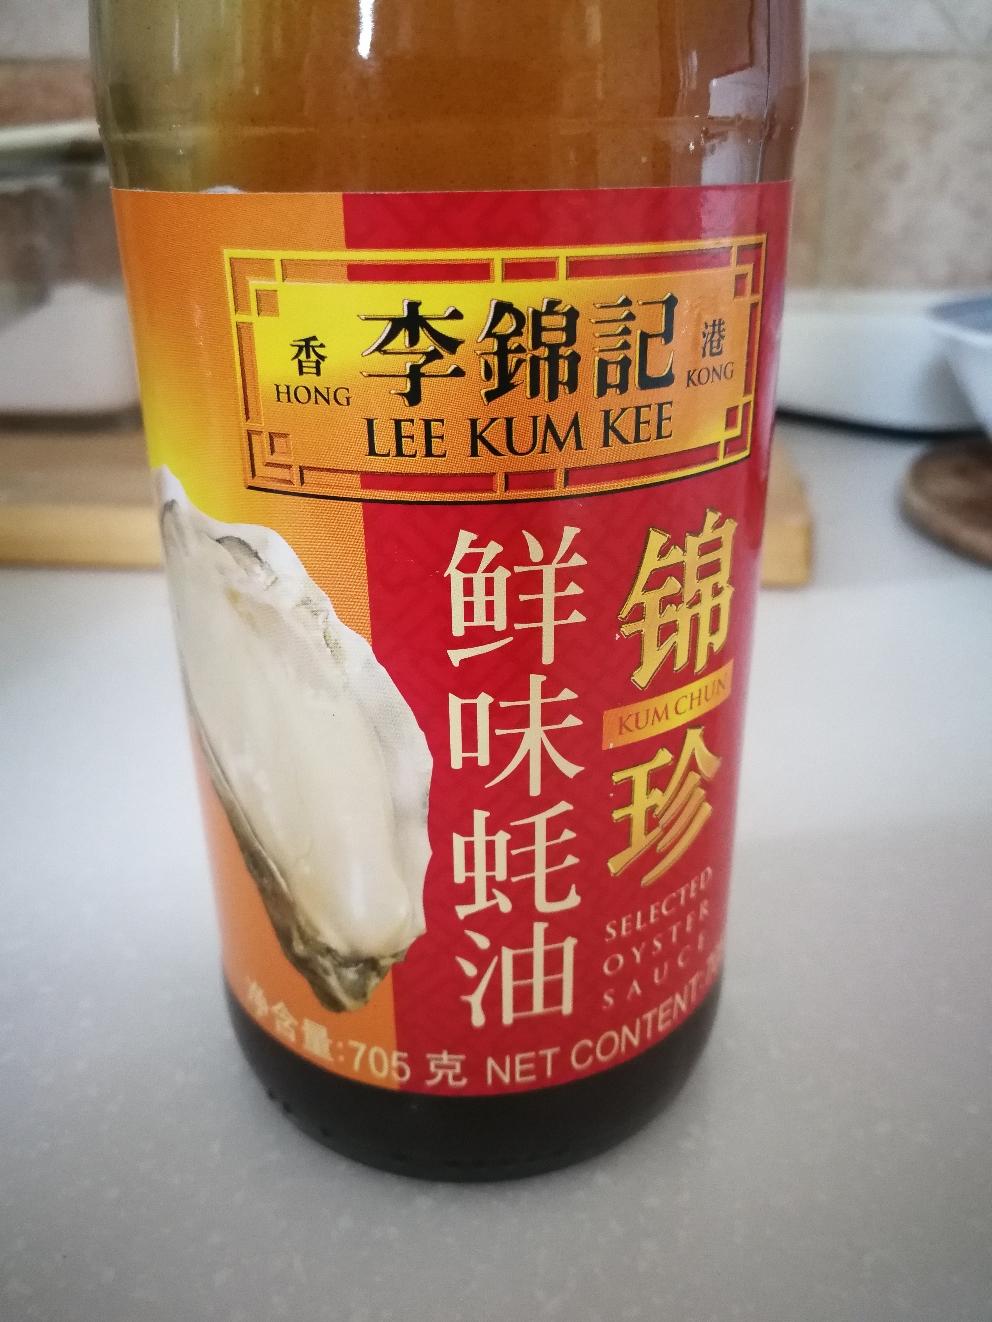 香 李錦記 港
HONG LEE KUM KEE KONG
锦
KUM CHUN
珍
鲜味蚝油
SELECTED
OYSTER
SAUCE
净含量:705 克 NET CONTENT: